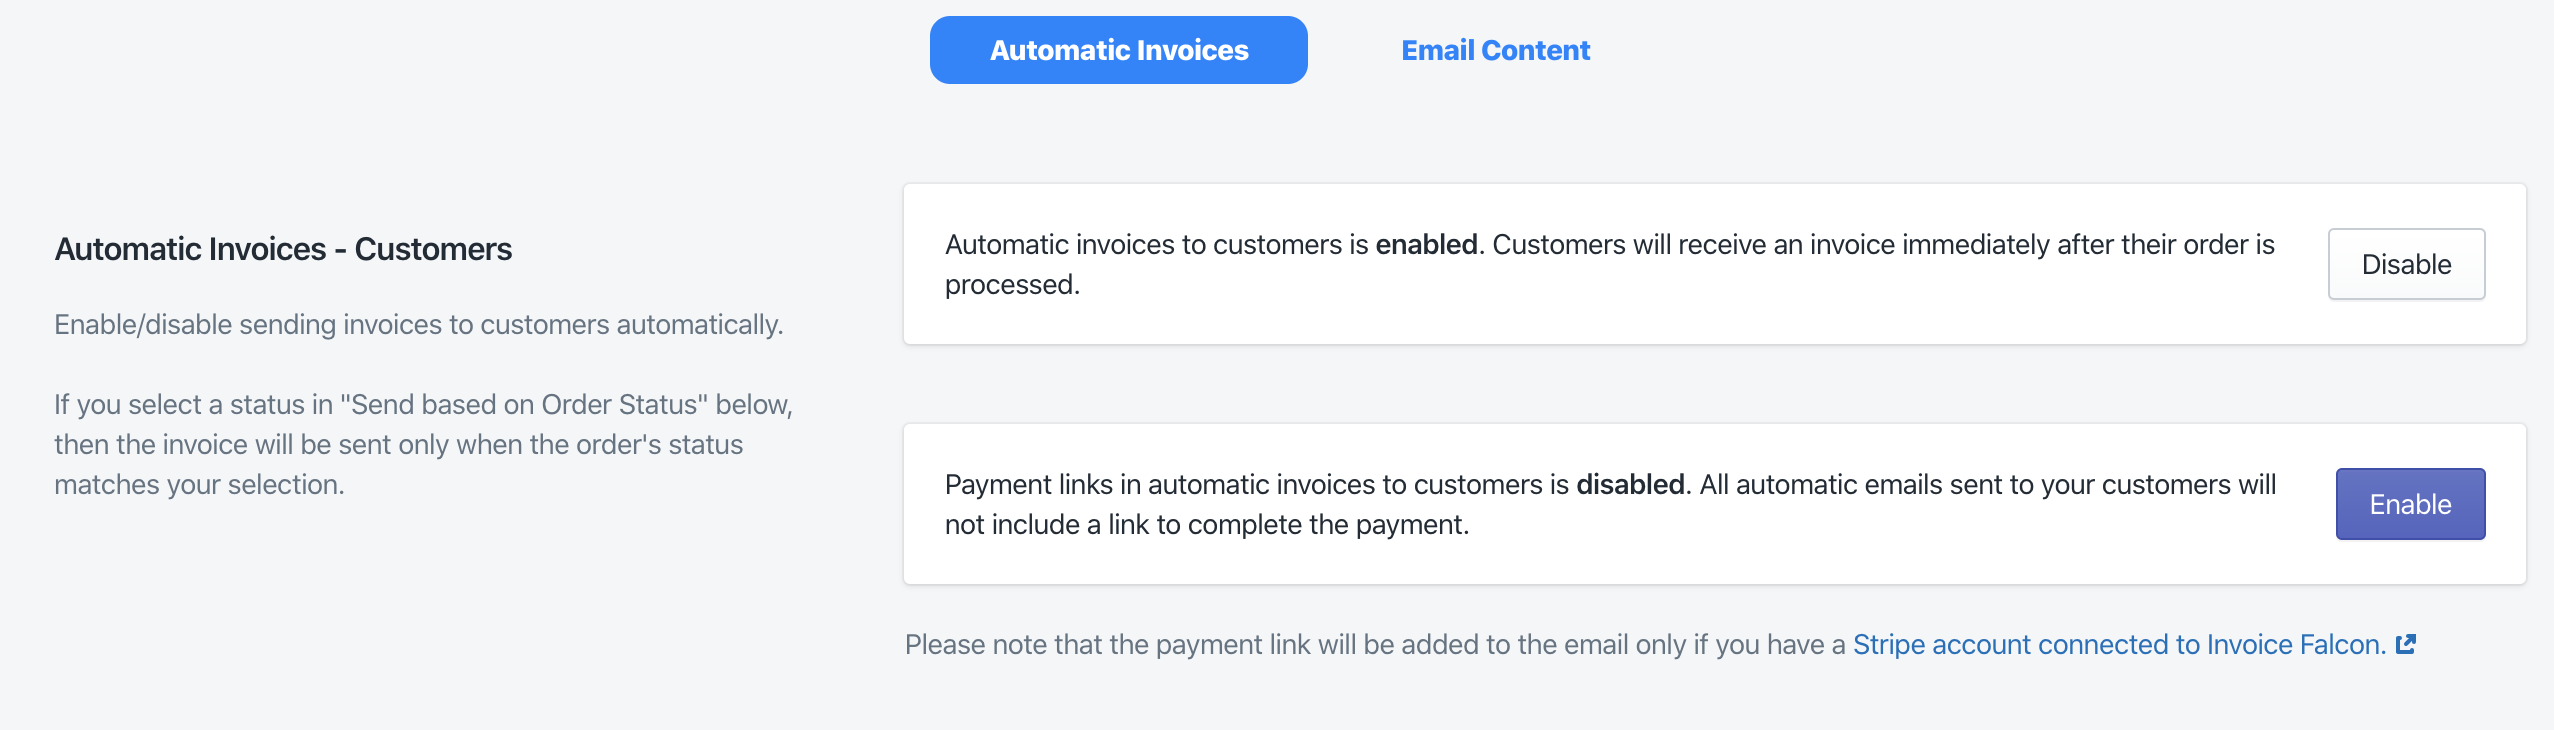 Automatic Invoices
Email Content
Automatic Invoices - Customers
Enable/disable sending invoices to customers automatically.
If you select a status in "Send based on Order Status" below,
then the invoice will be sent only when the order's status
matches your selection.
Automatic invoices to customers is enabled. Customers will receive an invoice immediately after their order is
processed.
Disable
Payment links in automatic invoices to customers is disabled. All automatic emails sent to your customers will
not include a link to complete the payment.
Enable
Please note that the payment link will be added to the email only if you have a Stripe account connected to Invoice Falcon.